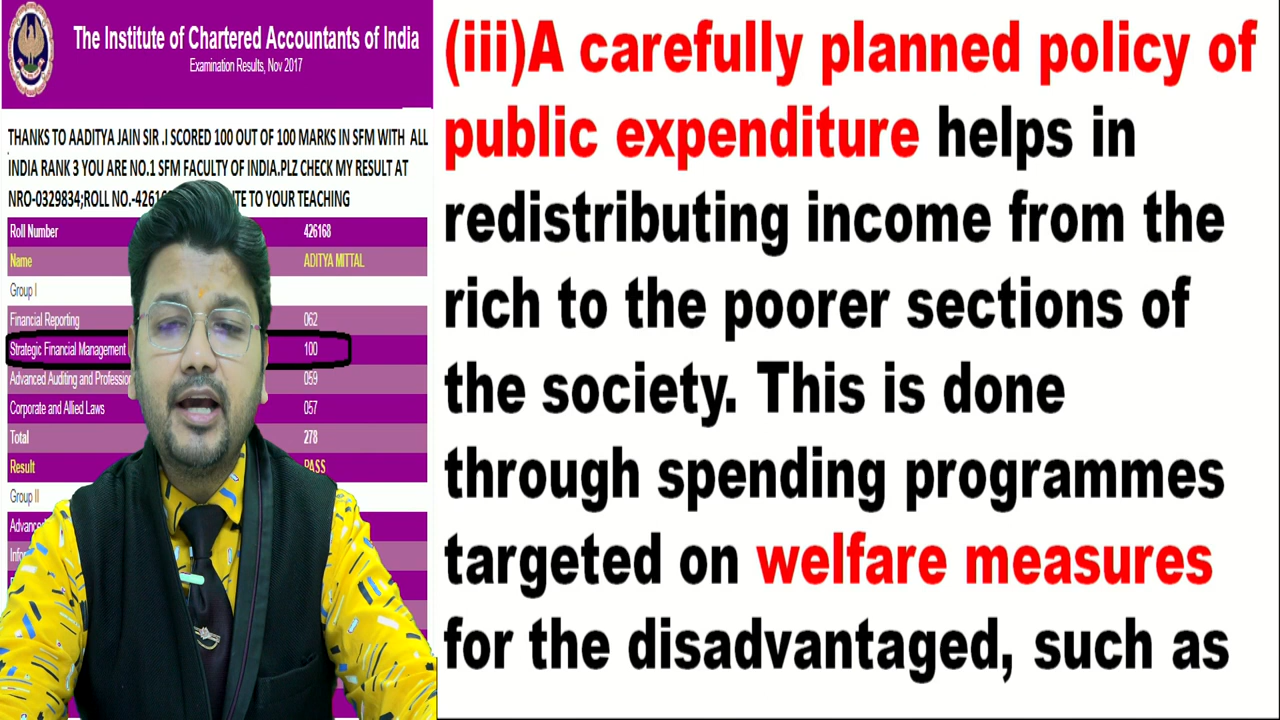 The Institute of Chartered Accountants of India
Examination Results, Nov 2017
THANKS TO AADITYA JAIN SIR .I SCORED 100 OUT OF 100 MARKS IN SFM WITH ALL
INDIA RANK 3 YOU ARE NO.1 SFM FACULTY OF INDIA.PLZ CHECK MY RESULT AT
NRO-0329834;ROLL TO YOUR TEACHING
Roll Number 426168
Name ADITYA MITTAL
Group I
Financial Reporting 062
Strategic Financial Management 100
Advanced Auditing and 059
Corporate and Allied Laws 057
Total 278
Result PASS
Group II
(iii)A carefully planned policy of
public expenditure helps in
redistributing income from the
rich to the poorer sections of
the society. This is done
through spending programmes
targeted on welfare measures
for the disadvantaged, such as